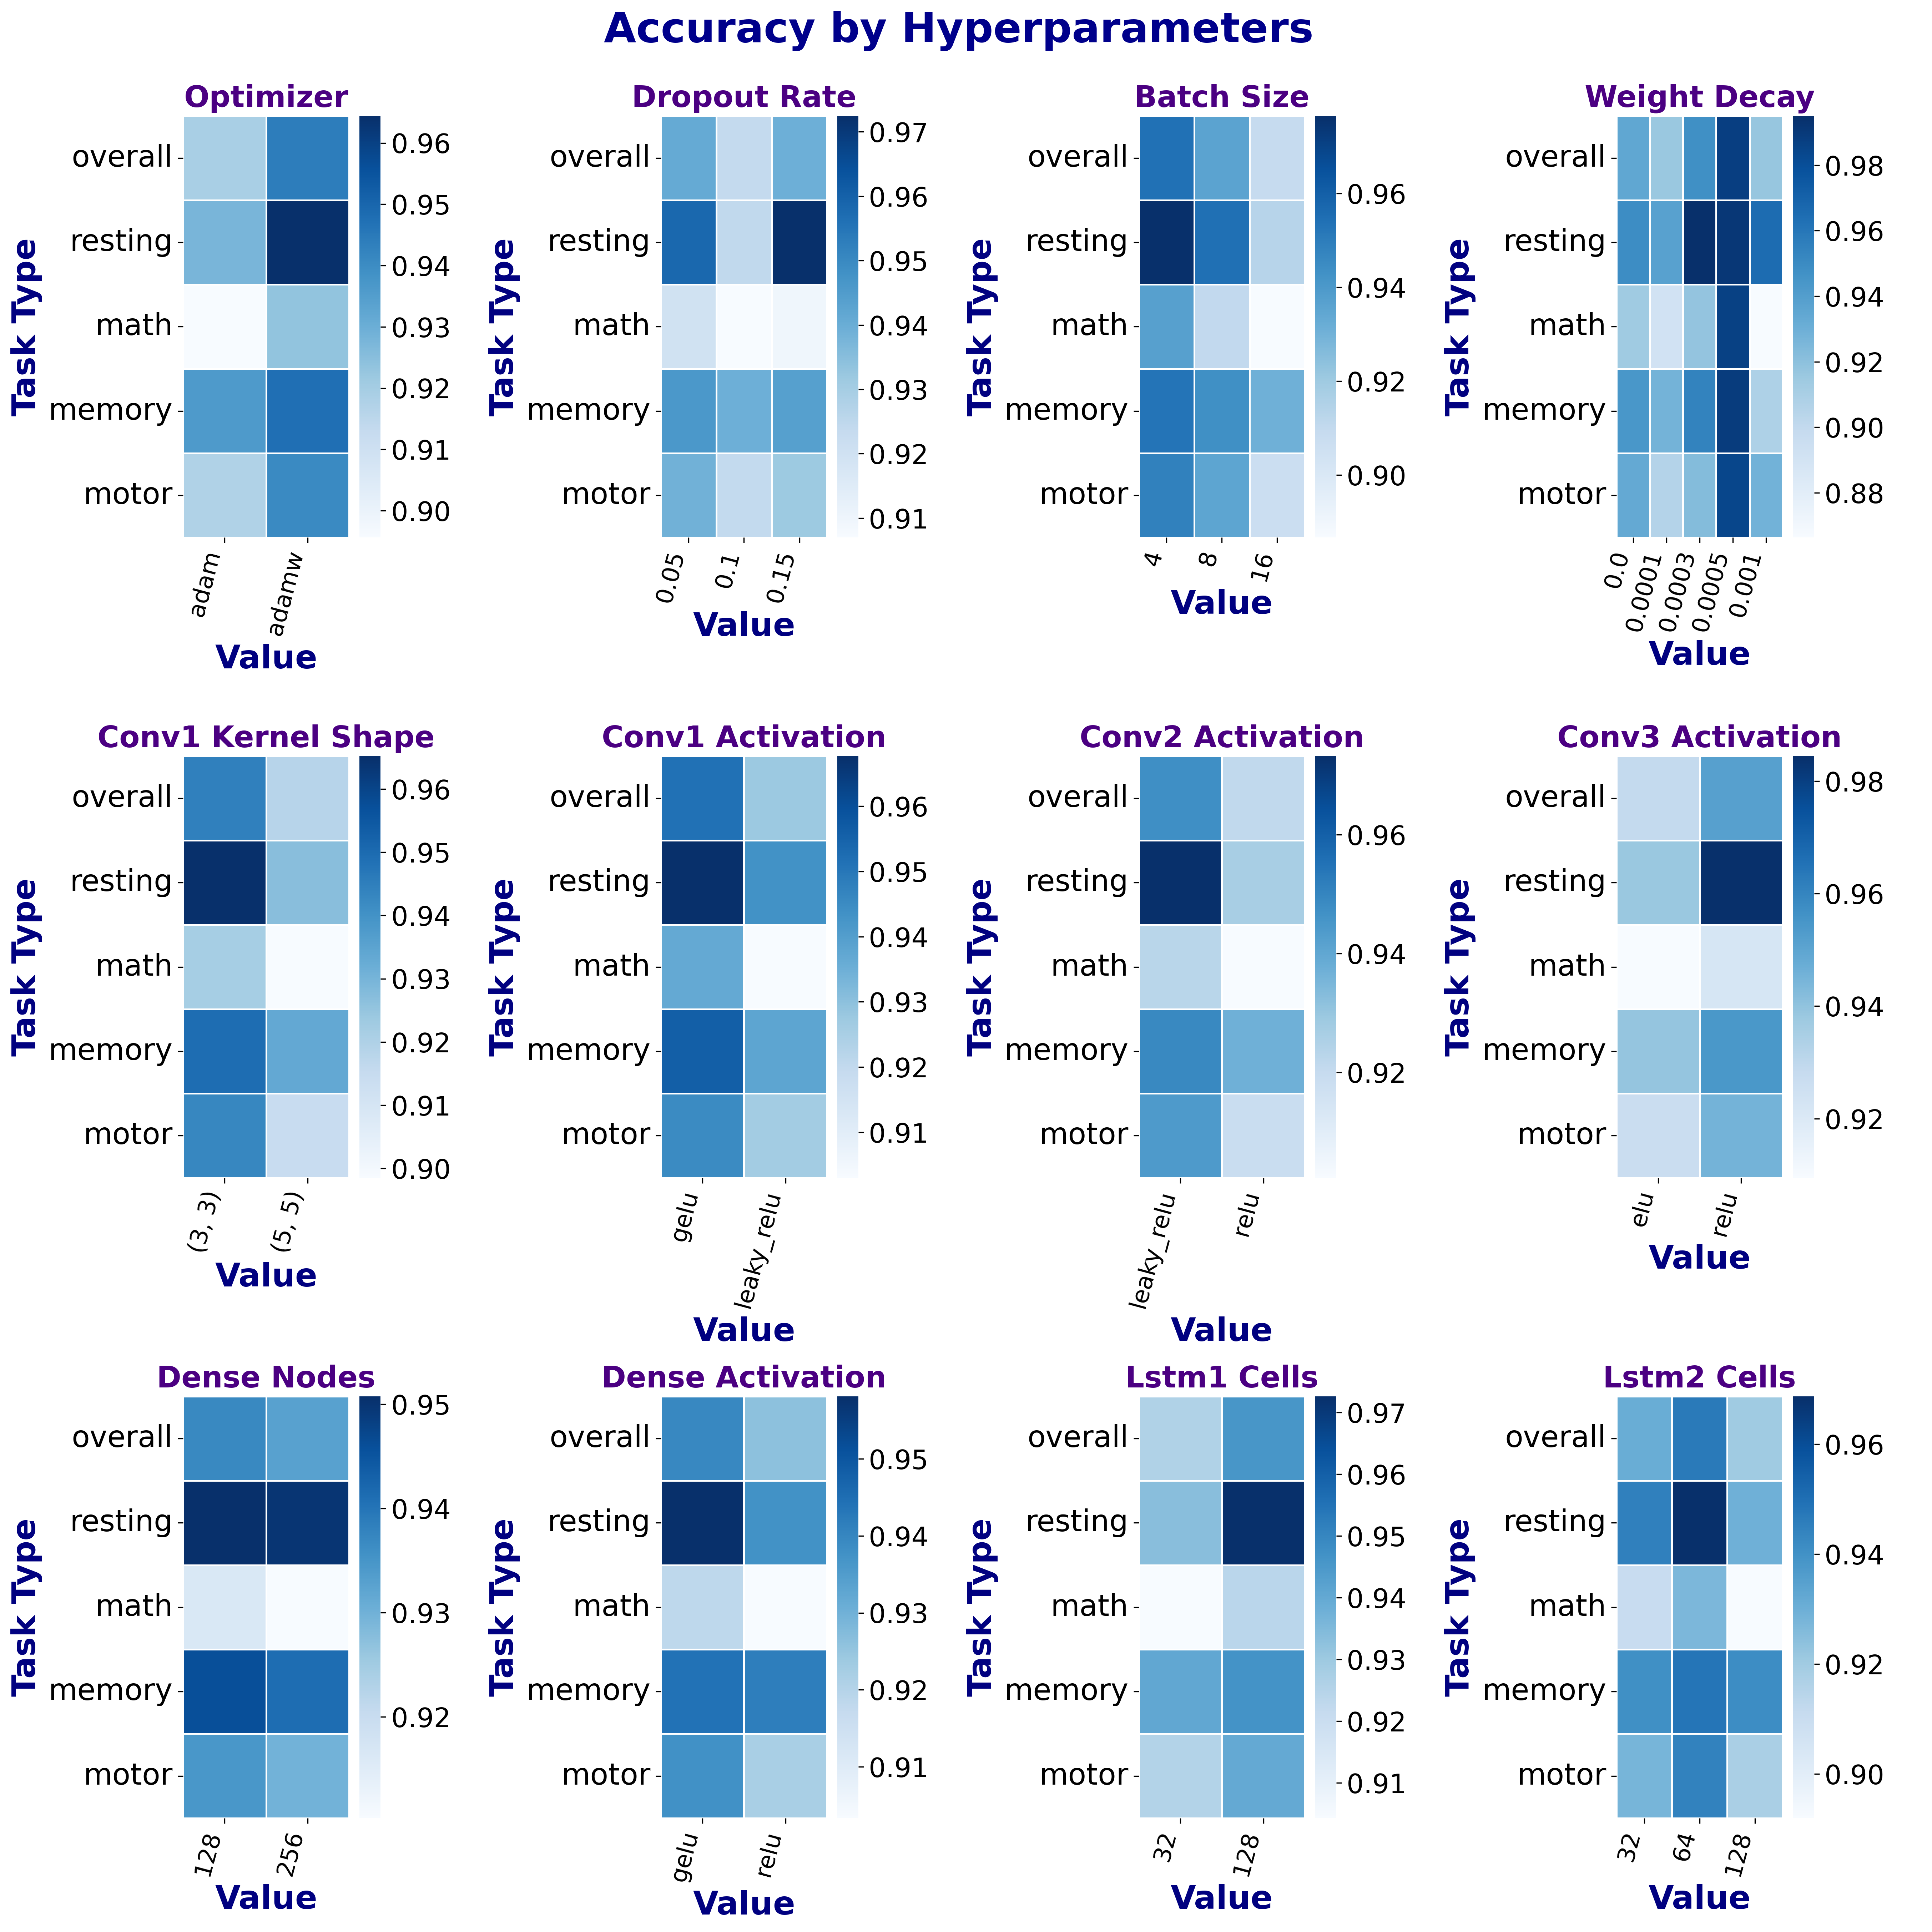 Accuracy by Hyperparameters
Optimizer
Task Type
overall
resting
math
memory
motor
adam
adamw
Value
0.96
0.95
0.94
0.93
0.92
0.91
0.90
Dropout Rate
Task Type
overall
resting
math
memory
motor
0.05
0.1
0.15
Value
0.97
0.96
0.95
0.94
0.93
0.92
0.91
Batch Size
Task Type
overall
resting
math
memory
motor
4
8
16
Value
0.96
0.94
0.92
0.90
Weight Decay
Task Type
overall
resting
math
memory
motor
0.0
0.0001
0.0003
0.0005
0.001
Value
0.98
0.96
0.94
0.92
0.90
0.88
Conv1 Kernel Shape
Task Type
overall
resting
math
memory
motor
(3, 3)
(5, 5)
Value
0.96
0.95
0.94
0.93
0.92
0.91
0.90
Conv1 Activation
Task Type
overall
resting
math
memory
motor
gelu
leaky_relu
Value
0.96
0.95
0.94
0.93
0.92
0.91
Conv2 Activation
Task Type
overall
resting
math
memory
motor
leaky_relu
relu
Value
0.96
0.94
0.92
Conv3 Activation
Task Type
overall
resting
math
memory
motor
elu
relu
Value
0.98
0.96
0.94
0.92
Dense Nodes
Task Type
overall
resting
math
memory
motor
128
256
Value
0.95
0.94
0.93
0.92
Dense Activation
Task Type
overall
resting
math
memory
motor
gelu
relu
Value
0.95
0.94
0.93
0.92
0.91
Lstm1 Cells
Task Type
overall
resting
math
memory
motor
32
128
Value
0.97
0.96
0.95
0.94
0.93
0.92
0.91
Lstm2 Cells
Task Type
overall
resting
math
memory
motor
32
64
128
Value
0.96
0.94
0.92
0.90